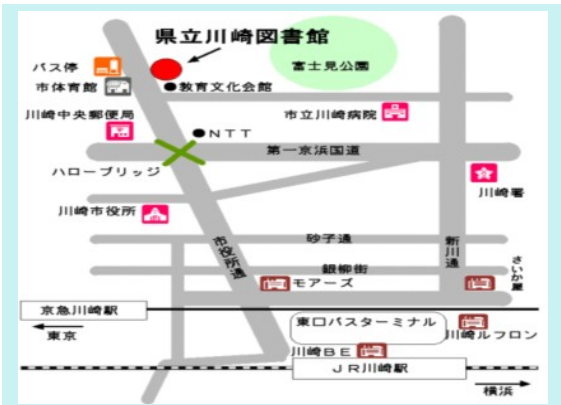 県立川崎図書館
バス停
富士見公園
市体育館
●教育文化会館
川崎中央郵便局
市立川崎病院
●NTT
第一京浜国道
ハローブリッジ
川崎署
川崎市役所
砂子通
市役所通
新川通
さいか屋
銀柳街
モアーズ
京急川崎駅
東京
東口バスターミナル
川崎ルフロン
川崎BE
JR川崎駅
横浜